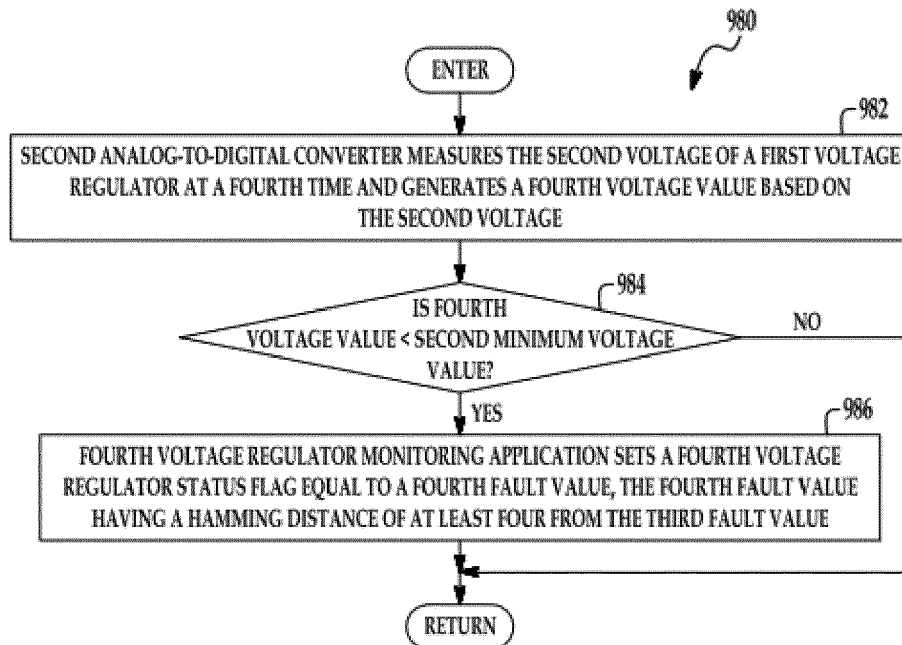 980
ENTER
982
SECOND ANALOG-TO-DIGITAL CONVERTER MEASURES THE SECOND VOLTAGE OF A FIRST VOLTAGE
REGULATOR AT A FOURTH TIME AND GENERATES A FOURTH VOLTAGE VALUE BASED ON
THE SECOND VOLTAGE
984
IS FOURTH
VOLTAGE VALUE < SECOND MINIMUM VOLTAGE
VALUE?
NO
YES
986
FOURTH VOLTAGE REGULATOR MONITORING APPLICATION SETS A FOURTH VOLTAGE
REGULATOR STATUS FLAG EQUAL TO A FOURTH FAULT VALUE, THE FOURTH FAULT VALUE
HAVING A HAMMING DISTANCE OF AT LEAST FOUR FROM THE THIRD FAULT VALUE
RETURN